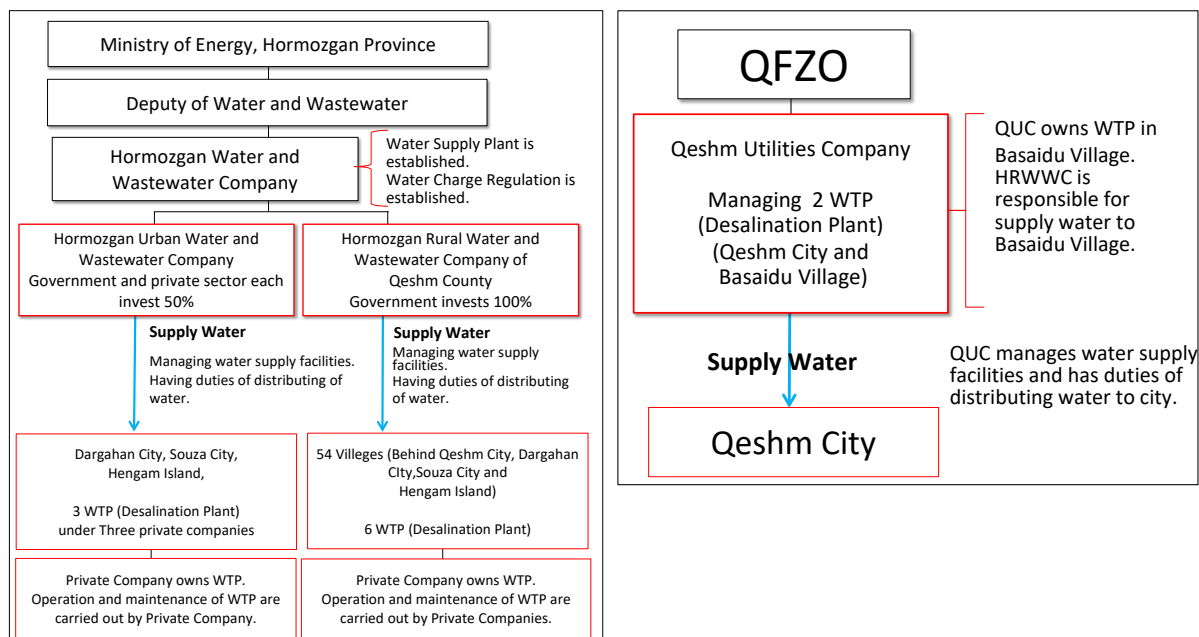 Ministry of Energy, Hormozgan Province
Deputy of Water and Wastewater
Hormozgan Water and
Wastewater Company
Water Supply Plant is
established.
Water Charge Regulation is
established.
Hormozgan Urban Water and
Wastewater Company
Government and private sector each
invest 50%
Hormozgan Rural Water and
Wastewater Company of
Qeshm County
Government invests 100%
Supply Water
Managing water supply facilities.
Having duties of distributing of
water.
Supply Water
Managing water supply
facilities.
Having duties of distributing
of water.
Dargahan City, Souza City,
Hengam Island,
3 WTP (Desalination Plant)
under Three private companies
54 Villeges (Behind Qeshm City, Dargahan
CIty,Souza City and
Hengam Island)
6 WTP (Desalination Plant)
Private Company owns WTP.
Operation and maintenance of WTP are
carried out by Private Company.
Private Company owns WTP.
Operation and maintenance of WTP are
carried out by Private Companies.
QFZO
Qeshm Utilities Company
Managing 2 WTP
(Desalination Plant)
(Qeshm City and
Basaidu Village)
QUC owns WTP in
Basaidu Village.
HRWWC is
responsible for
supply water to
Basaidu Village.
Supply Water
QUC manages water supply
facilities and has duties of
distributing water to city.
Qeshm City